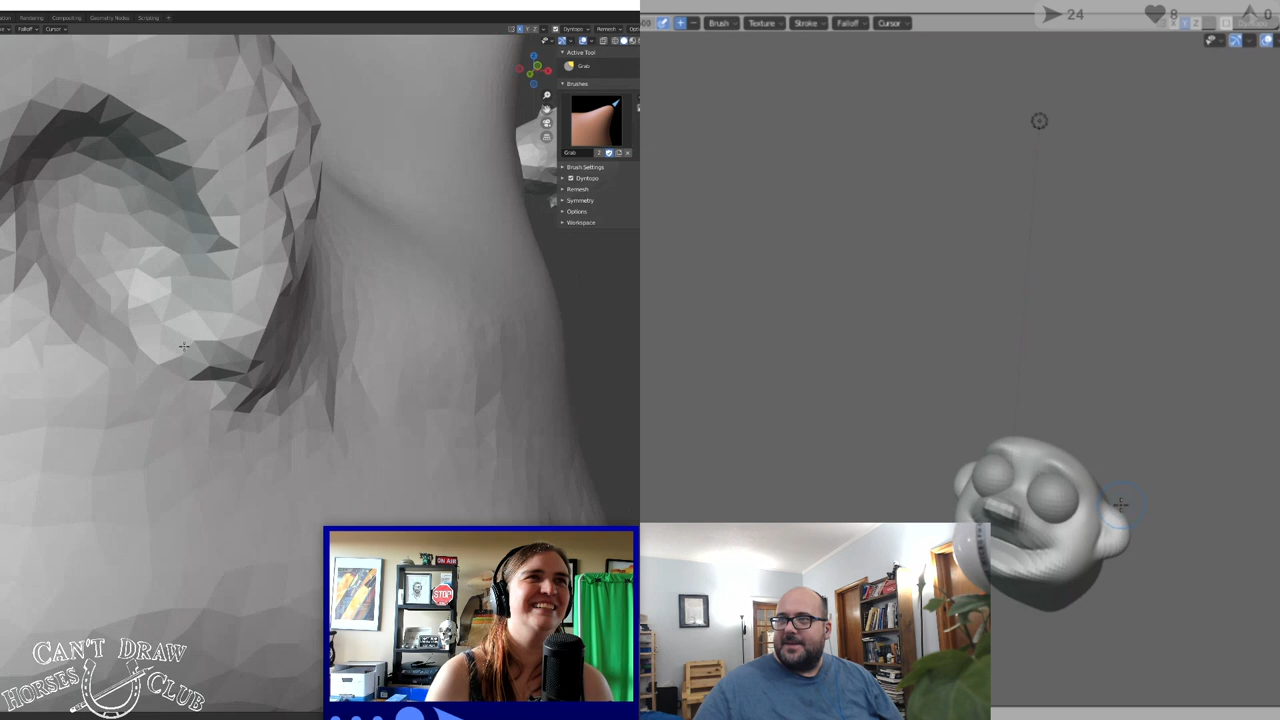 Rendering Compositing Geometry Nodes Scripting +
Falloff Cursor
X Y Z Dyntopo Remesh
Active Tool
Grab
Brushes
Grab 2
Brush Settings
Dyntopo
Remesh
Symmetry
Options
Workspace
Brush Texture Stroke Falloff Cursor
24 8 0
ON AIR
STOP
CAN'T DRAW
HORSES CLUB